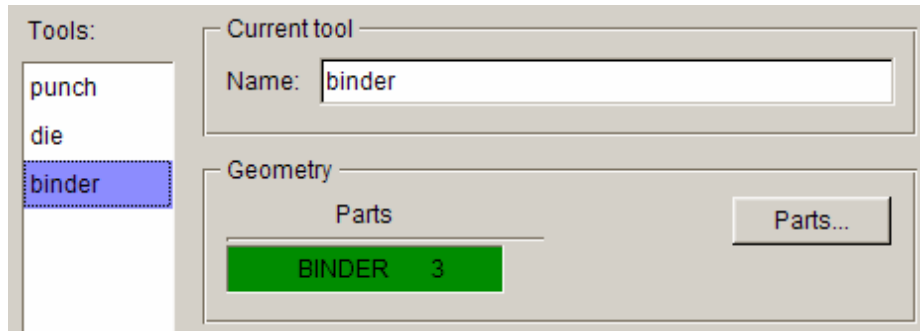 Tools:
punch
die
binder
Current tool
Name: binder
Geometry
Parts
BINDER 3
Parts...